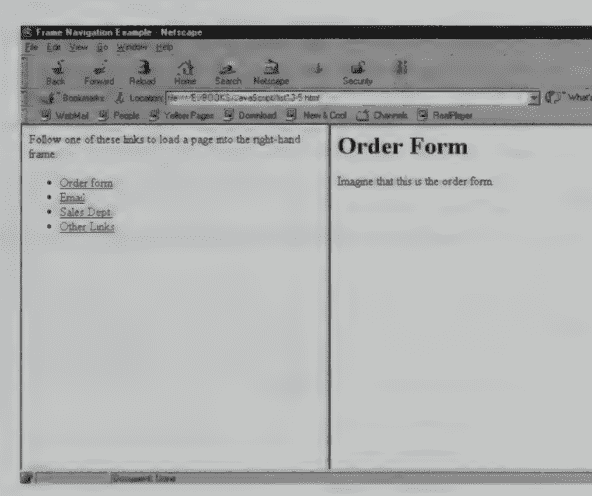 Frame Navigation Example - Netscape
File Edit View Go Window Help
Back Forward Reload Home Search Netscape Security
Bookmarks Location: What's
WebMail People Yellow Pages Download New & Cool Channels RealPlayer
Follow one of these links to load a page into the right-hand
frame.
Order form
Email
Sales Dept.
Other Links
Order Form
Imagine that this is the order form.
Document: Done